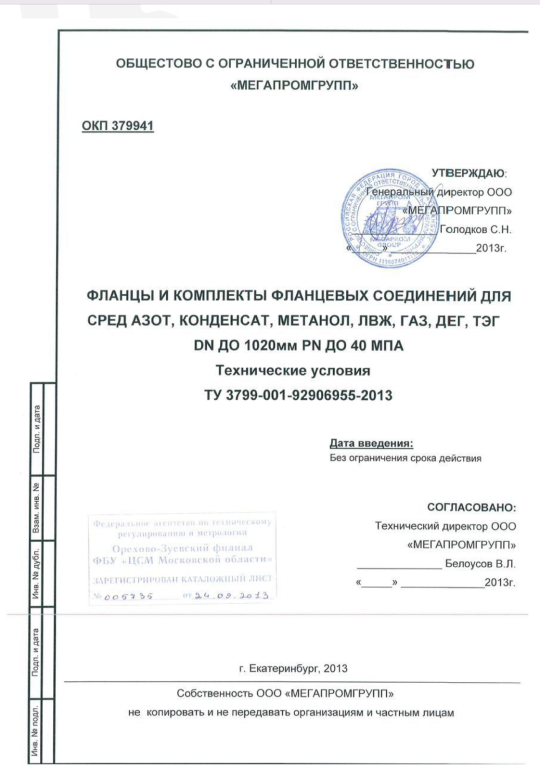 ОБЩЕСТОВО С ОГРАНИЧЕННОЙ ОТВЕТСТВЕННОСТЬЮ
«МЕГАПРОМГРУПП»
ОКП 379941
УТВЕРЖДАЮ:
Генеральный директор ООО
«МЕГАПРОМГРУПП»
Голодков С.Н.
«_____» _______________2013г.
ФЛАНЦЫ И КОМПЛЕКТЫ ФЛАНЦЕВЫХ СОЕДИНЕНИЙ ДЛЯ
СРЕД АЗОТ, КОНДЕНСАТ, МЕТАНОЛ, ЛВЖ, ГАЗ, ДЕГ, ТЭГ
DN ДО 1020мм PN ДО 40 МПА
Технические условия
ТУ 3799-001-92906955-2013
Дата введения:
Без ограничения срока действия
СОГЛАСОВАНО:
Технический директор ООО
«МЕГАПРОМГРУПП»
_______________ Белоусов В.Л.
«_____» _______________2013г.
Федеральное агентство по техническому
регулированию и метрологии
Орехово-Зуевский филиал
ФБУ «ЦСМ Московской области»
ЗАРЕГИСТРИРОВАН КАТАЛОЖНЫЙ ЛИСТ
№ 005735 от 24.09.2013
Подп. и дата
Взам. инв. №
Инв. № дубл.
Подп. и дата
Инв. № подл.
г. Екатеринбург, 2013
Собственность ООО «МЕГАПРОМГРУПП»
не копировать и не передавать организациям и частным лицам